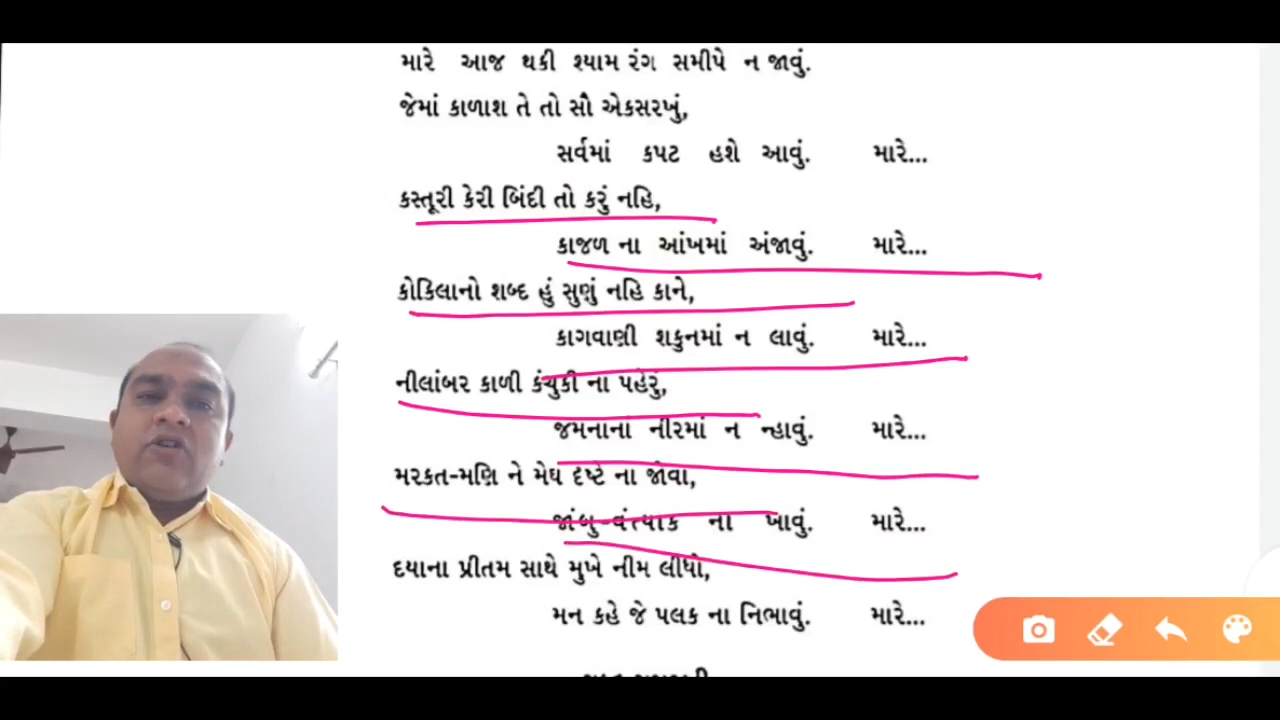 મારે આજ થકી શ્યામ રંગ સમીપે ન જાવું.
જેમાં કાળાશ તે તો સૌ એકસરખું,
સર્વમાં કપટ હશે આવું. મારે...
કસ્તૂરી કેરી બિંદી તો કરું નહિ,
કાજળ ના આંખમાં અંજાવું. મારે...
કોકિલાનો શબ્દ હું સુણું નહિ કાને,
કાગવાણી શકુનમાં ન લાવું. મારે...
નીલાંબર કાળી કંચુકી ના પહેરું,
જમનાનાં નીરમાં ન ન્હાવું. મારે...
મરકત-મણિ ને મેઘ દૃષ્ટે ના જોવા,
જાંબુ-વંત્યાક ના ખાવું. મારે...
દયાના પ્રીતમ સાથે મુખે નીમ લીધો,
મન કહે જે પલક ના નિભાવું. મારે...